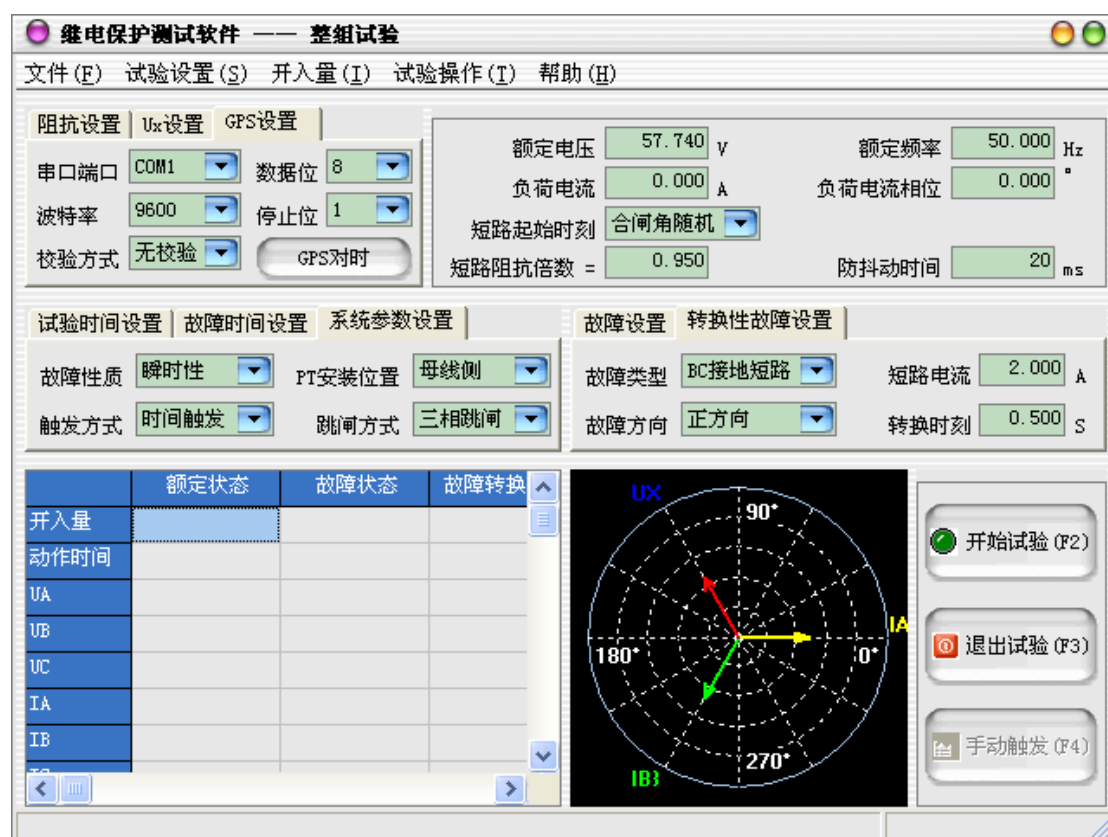 继电保护测试软件 —— 整组试验
文件(F) 试验设置(S) 开入量(I) 试验操作(T) 帮助(H)
阻抗设置 Ux设置 GPS设置
串口端口 COM1 数据位 8
波特率 9600 停止位 1
校验方式 无校验 GPS对时
额定电压 57.740 V 额定频率 50.000 Hz
负荷电流 0.000 A 负荷电流相位 0.000 °
短路起始时刻 合闸角随机
短路阻抗倍数 = 0.950 防抖动时间 20 ms
试验时间设置 故障时间设置 系统参数设置
故障性质 瞬时性 PT安装位置 母线侧
触发方式 时间触发 跳闸方式 三相跳闸
故障设置 转换性故障设置
故障类型 BC接地短路 短路电流 2.000 A
故障方向 正方向 转换时刻 0.500 S
额定状态 故障状态 故障转换
开入量
动作时间
UA
UB
UC
IA
IB
UX
90°
IA
180°
0°
270°
开始试验(F2)
退出试验(F3)
手动触发(F4)